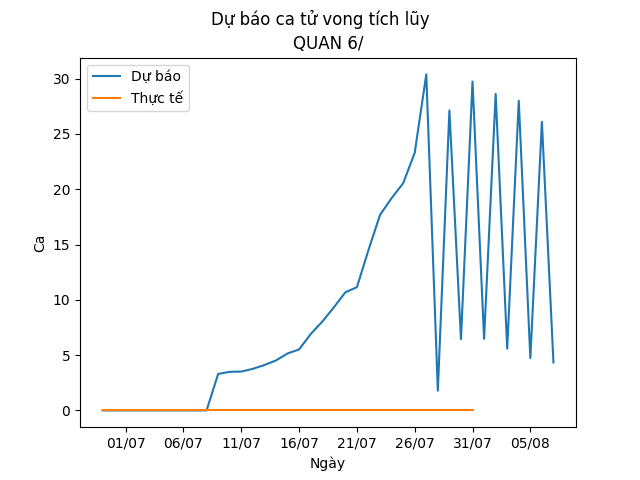 Dự báo ca tử vong tích lũy
QUAN 6/
Dự báo
Thực tế
30
25
20
15
10
5
0
Ca
01/07 06/07 11/07 16/07 21/07 26/07 31/07 05/08
Ngày